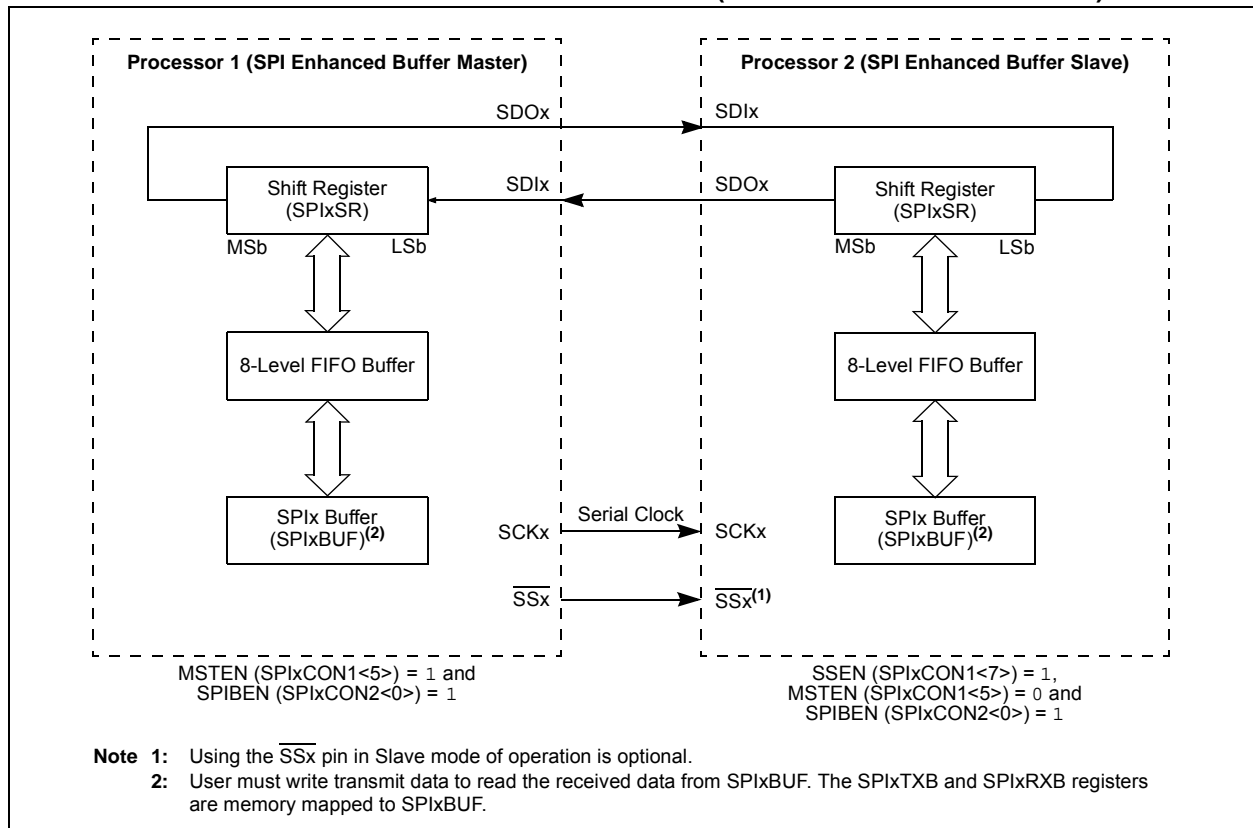 Processor 1 (SPI Enhanced Buffer Master)
Processor 2 (SPI Enhanced Buffer Slave)
SDOx
SDIx
Shift Register
(SPIxSR)
SDIx
SDOx
Shift Register
(SPIxSR)
MSb
LSb
MSb
LSb
8-Level FIFO Buffer
8-Level FIFO Buffer
SPIx Buffer
(SPIxBUF)(2)
SCKx
Serial Clock
SCKx
SPIx Buffer
(SPIxBUF)(2)
SSx
SSx(1)
MSTEN (SPIxCON1<5>) = 1 and
SPIBEN (SPIxCON2<0>) = 1
SSEN (SPIxCON1<7>) = 1,
MSTEN (SPIxCON1<5>) = 0 and
SPIBEN (SPIxCON2<0>) = 1
Note 1: Using the SSx pin in Slave mode of operation is optional.
2: User must write transmit data to read the received data from SPIxBUF. The SPIxTXB and SPIxRXB registers
are memory mapped to SPIxBUF.